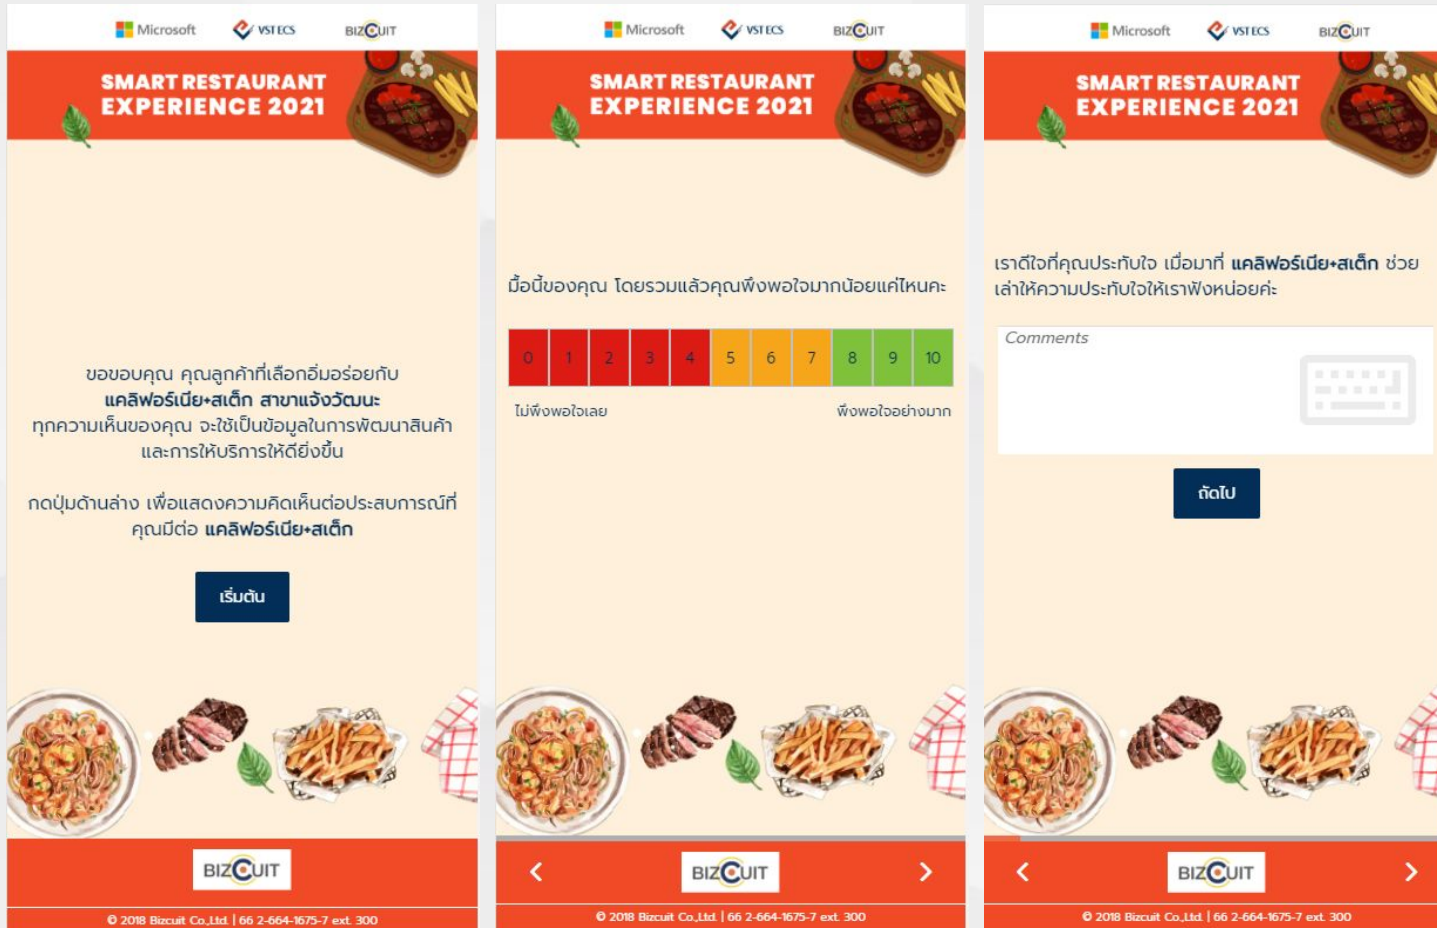 Microsoft VSTECS BIZCUIT
SMART RESTAURANT
EXPERIENCE 2021
ขอขอบคุณ คุณลูกค้าที่เลือกอิ่มอร่อยกับ
แคลิฟอร์เนีย+สเต็ก สาขาแจ้งวัฒนะ
ทุกความเห็นของคุณ จะใช้เป็นข้อมูลในการพัฒนาสินค้า
และการให้บริการให้ดียิ่งขึ้น
กดปุ่มด้านล่าง เพื่อแสดงความคิดเห็นต่อประสบการณ์ที่
คุณมีต่อ แคลิฟอร์เนีย+สเต็ก
เริ่มต้น
BIZCUIT
© 2018 Bizcuit Co.,Ltd. | 66 2-664-1675-7 ext. 300
Microsoft VSTECS BIZCUIT
SMART RESTAURANT
EXPERIENCE 2021
มื้อนี้ของคุณ โดยรวมแล้วคุณพึงพอใจมากน้อยแค่ไหนคะ
0 1 2 3 4 5 6 7 8 9 10
ไม่พึงพอใจเลย พึงพอใจอย่างมาก
BIZCUIT
© 2018 Bizcuit Co.,Ltd. | 66 2-664-1675-7 ext. 300
Microsoft VSTECS BIZCUIT
SMART RESTAURANT
EXPERIENCE 2021
เราดีใจที่คุณประทับใจ เมื่อมาที่ แคลิฟอร์เนีย+สเต็ก ช่วย
เล่าให้ความประทับใจให้เราฟังหน่อยค่ะ
Comments
ถัดไป
BIZCUIT
© 2018 Bizcuit Co.,Ltd. | 66 2-664-1675-7 ext. 300